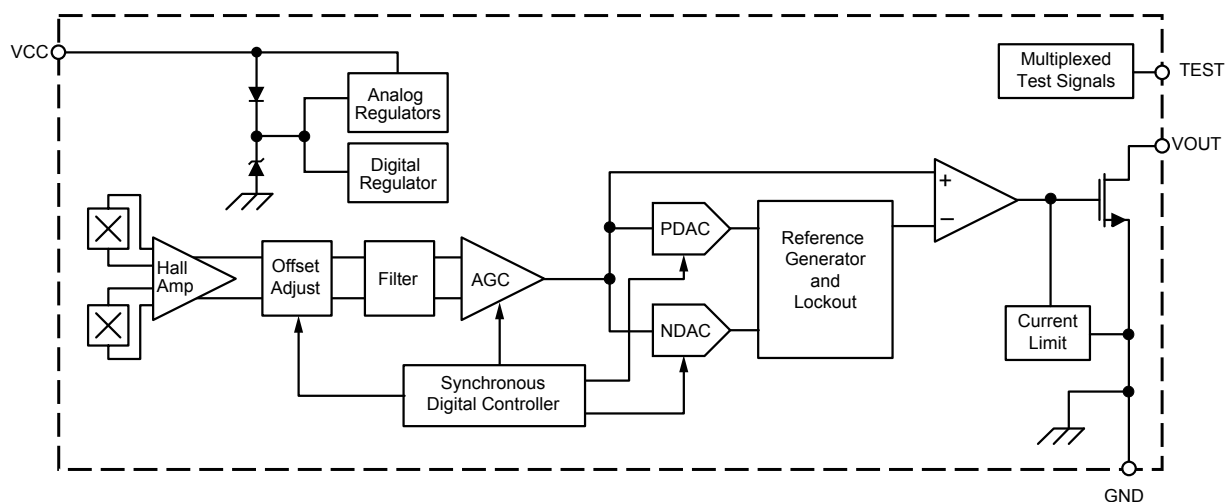 VCC
Multiplexed
Test Signals
TEST
Analog
Regulators
VOUT
Digital
Regulator
+
−
PDAC
Reference
Generator
and
Lockout
Hall
Amp
Offset
Adjust
Filter
AGC
NDAC
Current
Limit
Synchronous
Digital Controller
GND